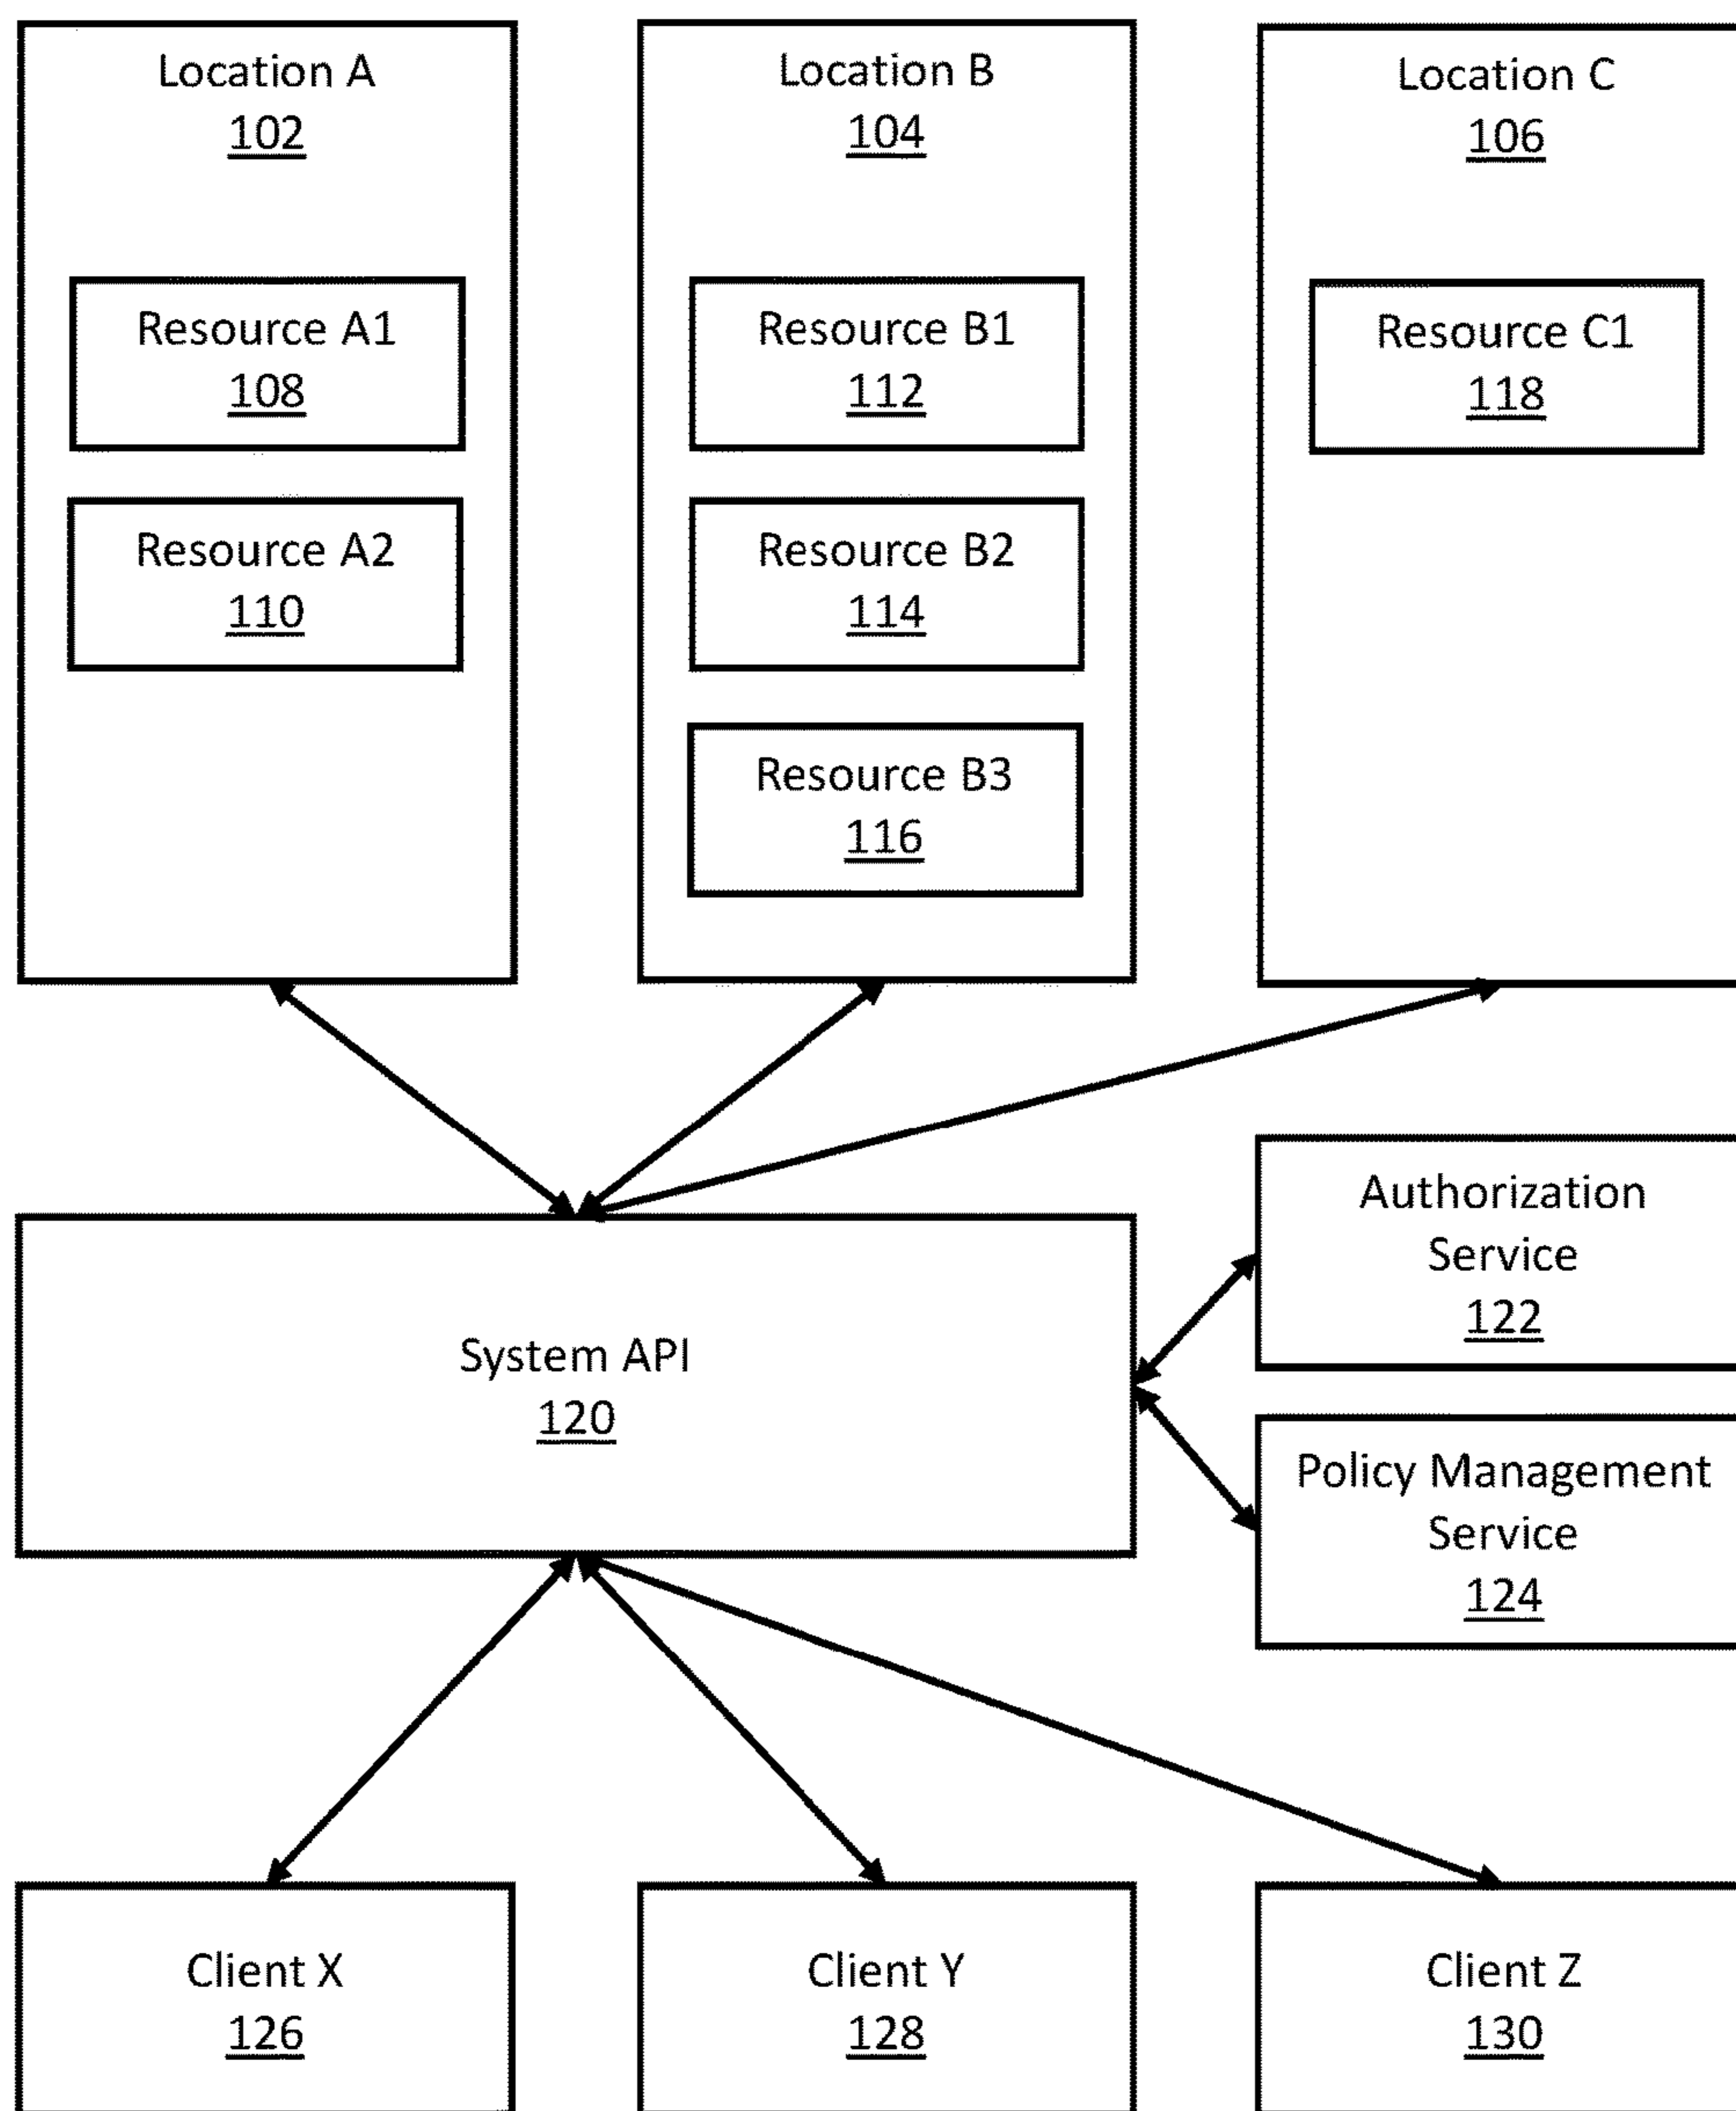 Location A
102
Resource A1
108
Resource A2
110
Location B
104
Resource B1
112
Resource B2
114
Resource B3
116
Location C
106
Resource C1
118
System API
120
Authorization
Service
122
Policy Management
Service
124
Client X
126
Client Y
128
Client Z
130